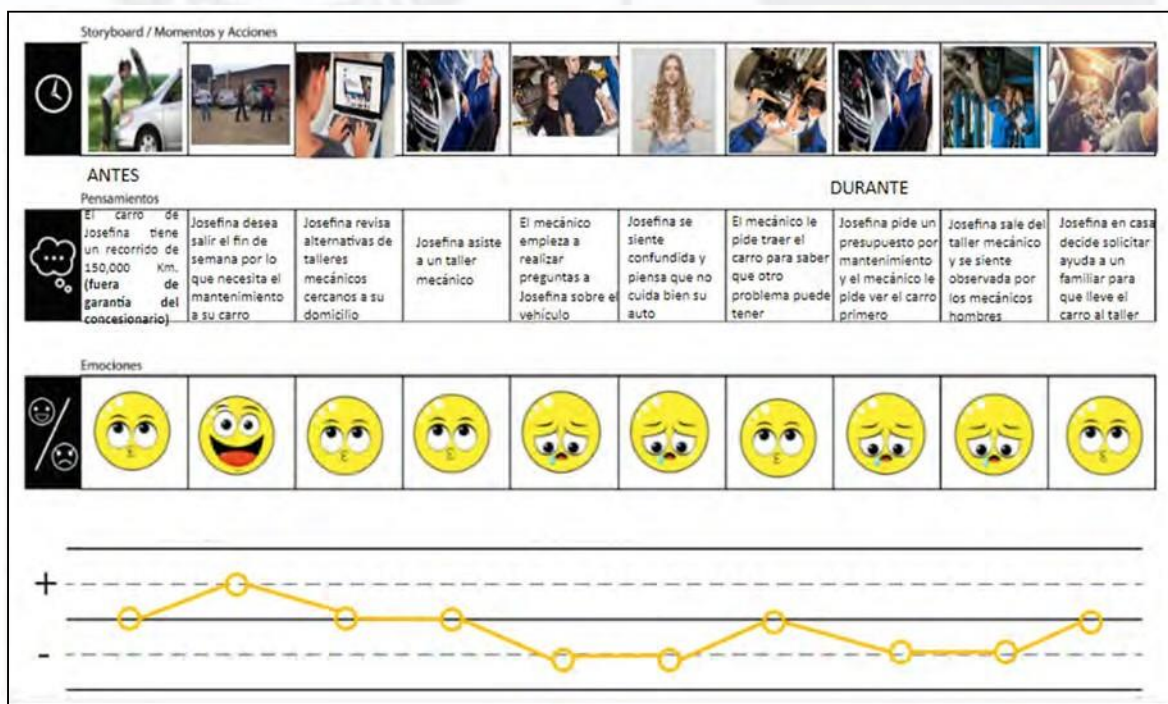 Storyboard / Momentos y Acciones
ANTES
DURANTE
Pensamientos
El carro de
Josefina tiene
un recorrido de
150,000 Km.
(fuera de
garantía del
concesionario)
Josefina desea
salir el fin de
semana por lo
que necesita el
mantenimiento
a su carro
Josefina revisa
alternativas de
talleres
mecánicos
cercanos a su
domicilio
Josefina asiste
a un taller
mecánico
El mecánico
empieza a
realizar
preguntas a
Josefina sobre el
vehículo
Josefina se
siente
confundida y
piensa que no
cuida bien su
auto
El mecánico le
pide traer el
carro para saber
que otro
problema puede
tener
Josefina pide un
presupuesto por
mantenimiento
y el mecánico le
pide ver el carro
primero
Josefina sale del
taller mecánico
y se siente
observada por
los mecánicos
hombres
Josefina en casa
decide solicitar
ayuda a un
familiar para
que lleve el
carro al taller
Emociones
+
-